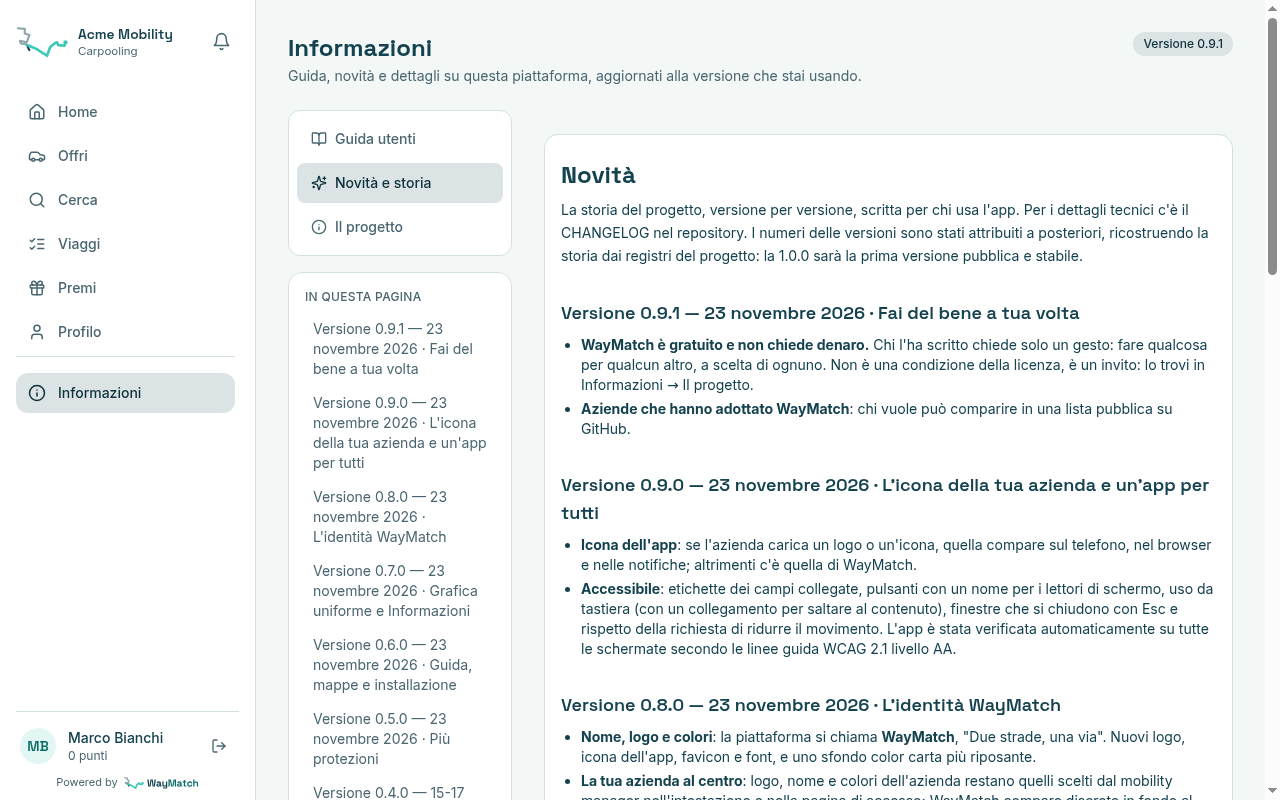 Acme Mobility
Carpooling
Home
Offri
Cerca
Viaggi
Premi
Profilo
Informazioni
MB
Marco Bianchi
0 punti
Powered by WayMatch
Informazioni
Versione 0.9.1
Guida, novità e dettagli su questa piattaforma, aggiornati alla versione che stai usando.
Guida utenti
Novità e storia
Il progetto
IN QUESTA PAGINA
Versione 0.9.1 — 23
novembre 2026 · Fai del
bene a tua volta
Versione 0.9.0 — 23
novembre 2026 · L'icona
della tua azienda e un'app
per tutti
Versione 0.8.0 — 23
novembre 2026 ·
L'identità WayMatch
Versione 0.7.0 — 23
novembre 2026 · Grafica
uniforme e Informazioni
Versione 0.6.0 — 23
novembre 2026 · Guida,
mappe e installazione
Versione 0.5.0 — 23
novembre 2026 · Più
protezioni
Versione 0.4.0 — 15-17
Novità
La storia del progetto, versione per versione, scritta per chi usa l'app. Per i dettagli tecnici c'è il
CHANGELOG nel repository. I numeri delle versioni sono stati attribuiti a posteriori, ricostruendo la
storia dai registri del progetto: la 1.0.0 sarà la prima versione pubblica e stabile.
Versione 0.9.1 — 23 novembre 2026 · Fai del bene a tua volta
• WayMatch è gratuito e non chiede denaro. Chi l'ha scritto chiede solo un gesto: fare qualcosa
per qualcun altro, a scelta di ognuno. Non è una condizione della licenza, è un invito: lo trovi in
Informazioni → Il progetto.
• Aziende che hanno adottato WayMatch: chi vuole può comparire in una lista pubblica su
GitHub.
Versione 0.9.0 — 23 novembre 2026 · L'icona della tua azienda e un'app per
tutti
• Icona dell'app: se l'azienda carica un logo o un'icona, quella compare sul telefono, nel browser
e nelle notifiche; altrimenti c'è quella di WayMatch.
• Accessibile: etichette dei campi collegate, pulsanti con un nome per i lettori di schermo, uso da
tastiera (con un collegamento per saltare al contenuto), finestre che si chiudono con Esc e
rispetto della richiesta di ridurre il movimento. L'app è stata verificata automaticamente su tutte
le schermate secondo le linee guida WCAG 2.1 livello AA.
Versione 0.8.0 — 23 novembre 2026 · L'identità WayMatch
• Nome, logo e colori: la piattaforma si chiama WayMatch, "Due strade, una via". Nuovi logo,
icona dell'app, favicon e font, e uno sfondo color carta più riposante.
• La tua azienda al centro: logo, nome e colori dell'azienda restano quelli scelti dal mobility